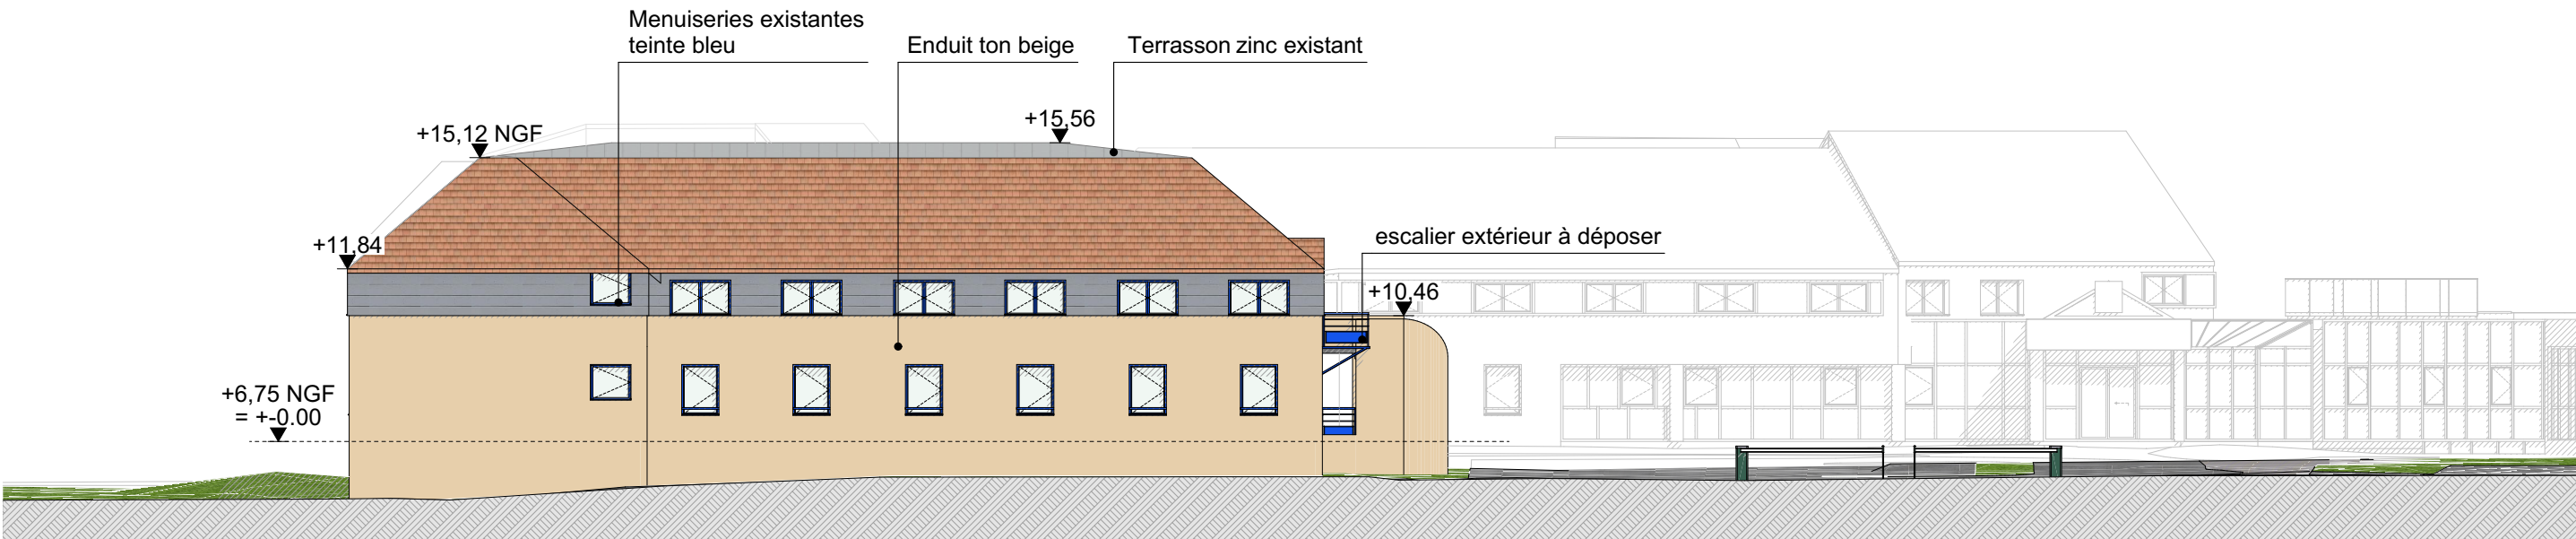 Menuiseries existantes
teinte bleu
Enduit ton beige
Terrasson zinc existant
+15,12 NGF
+15,56
+11,84
escalier extérieur à déposer
+10,46
+6,75 NGF
= +-0.00